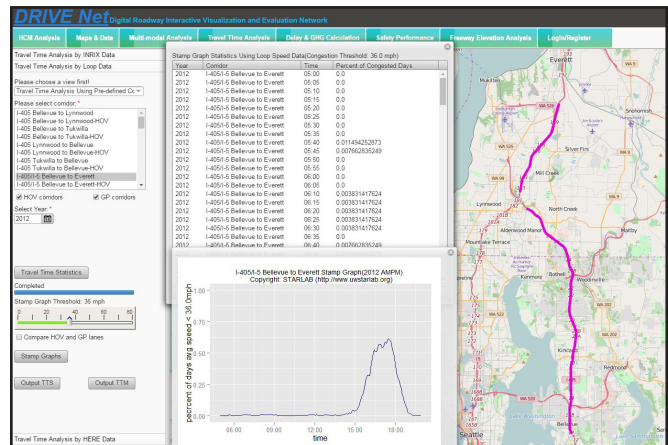 DRIVE Net Digital Roadway Interactive Visualization and Evaluation Network
HCM Analysis Maps & Data Multi-modal Analysis Travel Time Analysis Delay & GHG Calculation Safety Performance Freeway Elevation Analysis Login/Register
Travel Time Analysis by INRIX Data
Travel Time Analysis by Loop Data
Please choose a view first!
Travel Time Analysis Using Pre-defined Cc
Please select corridor: *
I-405 Bellevue to Lynnwood
I-405 Bellevue to Lynnwood-HOV
I-405 Bellevue to Tukwilla
I-405 Bellevue to Tukwilla-HOV
I-405 Lynnwood to Bellevue
I-405 Lynnwood to Bellevue-HOV
I-405 Tukwilla to Bellevue
I-405 Tukwilla to Bellevue-HOV
I-405/I-5 Bellevue to Everett
I-405/I-5 Bellevue to Everett-HOV
HOV corridors GP corridors
Select Year: *
2012
Travel Time Statistics
Completed
Stamp Graph Threshold: 36 mph
0 20 40 60 80
Compare HOV and GP lanes
Stamp Graphs
Output TTS Output TTM
Travel Time Analysis by HERE Data
Stamp Graph Statistics Using Loop Speed Data(Congestion Threshold: 36.0 mph)
Year Corridor Time Percent of Congested Days
2012 I-405/I-5 Bellevue to Everett 05:00 0.0
2012 I-405/I-5 Bellevue to Everett 05:05 0.0
2012 I-405/I-5 Bellevue to Everett 05:10 0.0
2012 I-405/I-5 Bellevue to Everett 05:15 0.0
2012 I-405/I-5 Bellevue to Everett 05:20 0.0
2012 I-405/I-5 Bellevue to Everett 05:25 0.0
2012 I-405/I-5 Bellevue to Everett 05:30 0.0
2012 I-405/I-5 Bellevue to Everett 05:35 0.0
2012 I-405/I-5 Bellevue to Everett 05:40 0.011494252873
2012 I-405/I-5 Bellevue to Everett 05:45 0.007662835249
2012 I-405/I-5 Bellevue to Everett 05:50 0.0
2012 I-405/I-5 Bellevue to Everett 05:55 0.0
2012 I-405/I-5 Bellevue to Everett 06:00 0.0
2012 I-405/I-5 Bellevue to Everett 06:05 0.0
2012 I-405/I-5 Bellevue to Everett 06:10 0.003831417624
2012 I-405/I-5 Bellevue to Everett 06:15 0.003831417624
2012 I-405/I-5 Bellevue to Everett 06:20 0.003831417624
2012 I-405/I-5 Bellevue to Everett 06:25 0.003831417624
2012 I-405/I-5 Bellevue to Everett 06:30 0.003831417624
2012 I-405/I-5 Bellevue to Everett 06:35 0.0
2012 I-405/I-5 Bellevue to Everett 06:40 0.007662835249
I-405/I-5 Bellevue to Everett Stamp Graph(2012 AMPM)
Copyright: STARLAB (http://www.uwstarlab.org)
pecrcent of days avg speed < 36.0mph
1.00
0.75
0.50
0.25
0.00
06:00 09:00 12:00 15:00 18:00
time
Everett
Mukilteo
WA 9
WA 526
Snohomish
WA 525
Silver Firs
WA 99
Mill Creek
WA 9
Lynnwood
North Creek
Alderwood Manor
Maltby
Mountlake Terrace
Bothell
Kenmore
Woodinville
WA 522
WA 202
Kirkland
Redmond
WA 520
Bellevue
Seattle